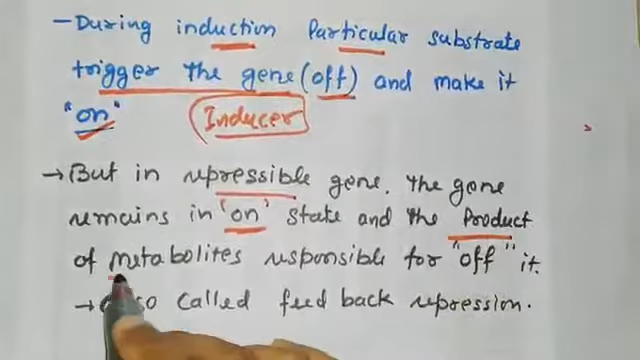 - During induction Particular substrate
trigger the gene (off) and make it
"on" Inducer
→ But in repressible gene. the gene
remains in 'on' state and the Product
of metabolites responsible for "off" it.
→ called feed back repression.